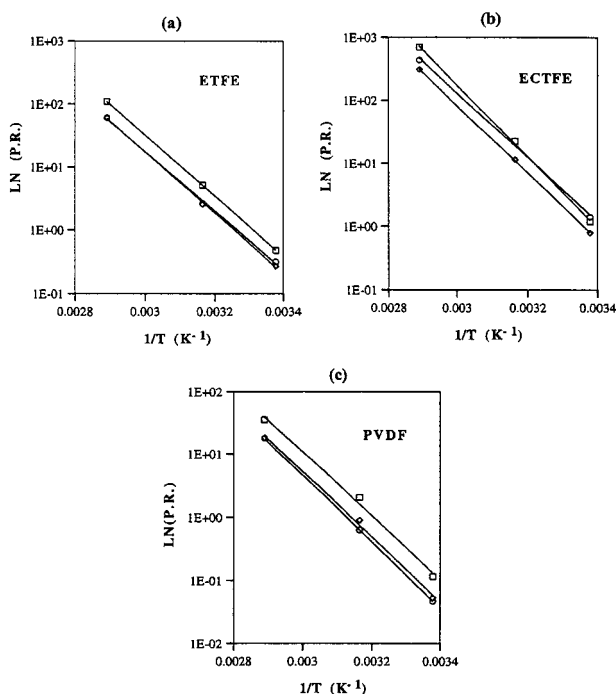 (a)
1E+03
1E+02
1E+01
1E+00
1E-01
LN (P.R.)
ETFE
0.0028 0.003 0.0032 0.0034
1/T (K-1)
(b)
1E+03
1E+02
1E+01
1E+00
1E-01
LN (P.R.)
ECTFE
0.0028 0.003 0.0032 0.0034
1/T (K-1)
(c)
1E+02
1E+01
1E+00
1E-01
1E-02
LN(P.R.)
PVDF
0.0028 0.003 0.0032 0.0034
1/T (K-1)